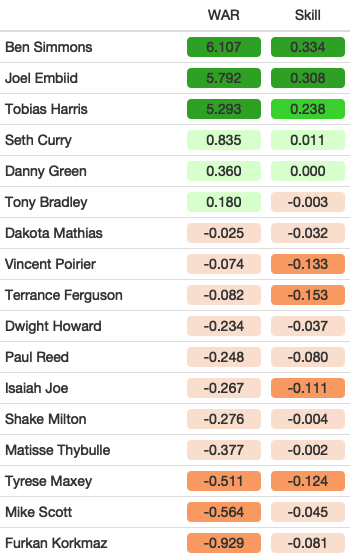 WAR Skill
Ben Simmons 6.107 0.334
Joel Embiid 5.792 0.308
Tobias Harris 5.293 0.238
Seth Curry 0.835 0.011
Danny Green 0.360 0.000
Tony Bradley 0.180 -0.003
Dakota Mathias -0.025 -0.032
Vincent Poirier -0.074 -0.133
Terrance Ferguson -0.082 -0.153
Dwight Howard -0.234 -0.037
Paul Reed -0.248 -0.080
Isaiah Joe -0.267 -0.111
Shake Milton -0.276 -0.004
Matisse Thybulle -0.377 -0.002
Tyrese Maxey -0.511 -0.124
Mike Scott -0.564 -0.045
Furkan Korkmaz -0.929 -0.081